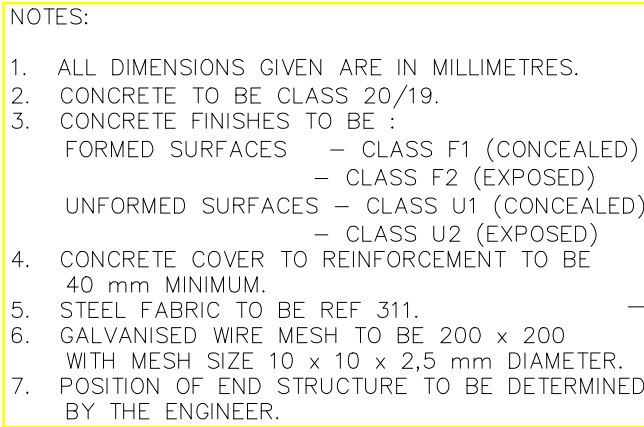 NOTES:
1. ALL DIMENSIONS GIVEN ARE IN MILLIMETRES.
2. CONCRETE TO BE CLASS 20/19.
3. CONCRETE FINISHES TO BE :
FORMED SURFACES – CLASS F1 (CONCEALED)
– CLASS F2 (EXPOSED)
UNFORMED SURFACES – CLASS U1 (CONCEALED)
– CLASS U2 (EXPOSED)
4. CONCRETE COVER TO REINFORCEMENT TO BE
40 mm MINIMUM.
5. STEEL FABRIC TO BE REF 311.
6. GALVANISED WIRE MESH TO BE 200 x 200
WITH MESH SIZE 10 x 10 x 2,5 mm DIAMETER.
7. POSITION OF END STRUCTURE TO BE DETERMINED
BY THE ENGINEER.